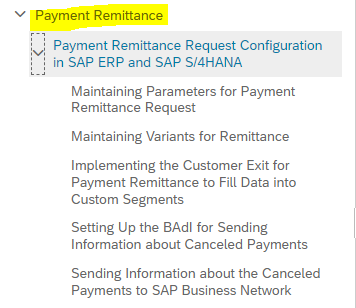 Payment Remittance
Payment Remittance Request Configuration
in SAP ERP and SAP S/4HANA
Maintaining Parameters for Payment
Remittance Request
Maintaining Variants for Remittance
Implementing the Customer Exit for
Payment Remittance to Fill Data into
Custom Segments
Setting Up the BAdI for Sending
Information about Canceled Payments
Sending Information about the Canceled
Payments to SAP Business Network